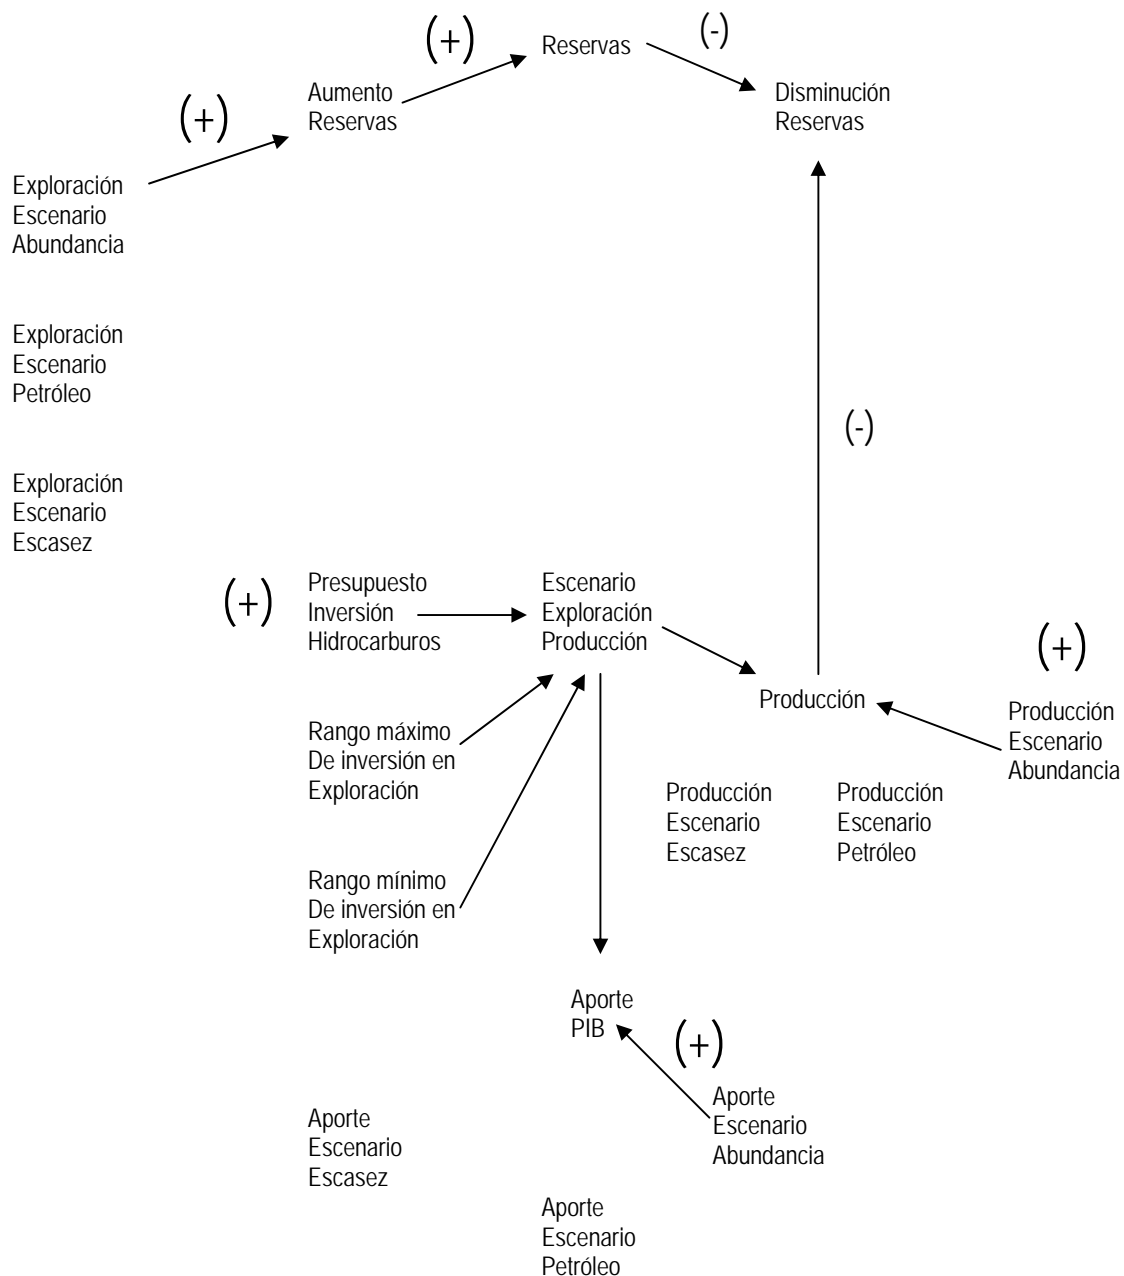 (+)
Reservas
(-)
Aumento
Reservas
Disminución
Reservas
(+)
Exploración
Escenario
Abundancia
Exploración
Escenario
Petróleo
(-)
Exploración
Escenario
Escasez
(+)
Presupuesto
Inversión
Hidrocarburos
Escenario
Exploración
Producción
(+)
Producción
Producción
Escenario
Abundancia
Rango máximo
De inversión en
Exploración
Producción
Escenario
Escasez
Producción
Escenario
Petróleo
Rango mínimo
De inversión en
Exploración
Aporte
PIB
(+)
Aporte
Escenario
Abundancia
Aporte
Escenario
Escasez
Aporte
Escenario
Petróleo